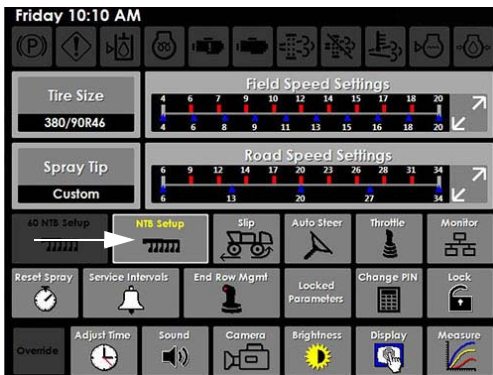 Friday 10:10 AM
(P)
Tire Size
380/90R46
Field Speed Settings
4 6 7 9 10 12 14 15 17 18 20
4 6 8 9 11 13 15 16 18 20
Spray Tip
Custom
Road Speed Settings
6 9 12 14 17 20 23 26 28 31 34
6 13 20 27 34
60 NTB Setup
NTB Setup
Slip
Auto Steer
Throttle
Monitor
Reset Spray
Service Intervals
End Row Mgmt
Locked Parameters
Change PIN
Lock
Override
Adjust Time
Sound
Camera
Brightness
Display
Measure